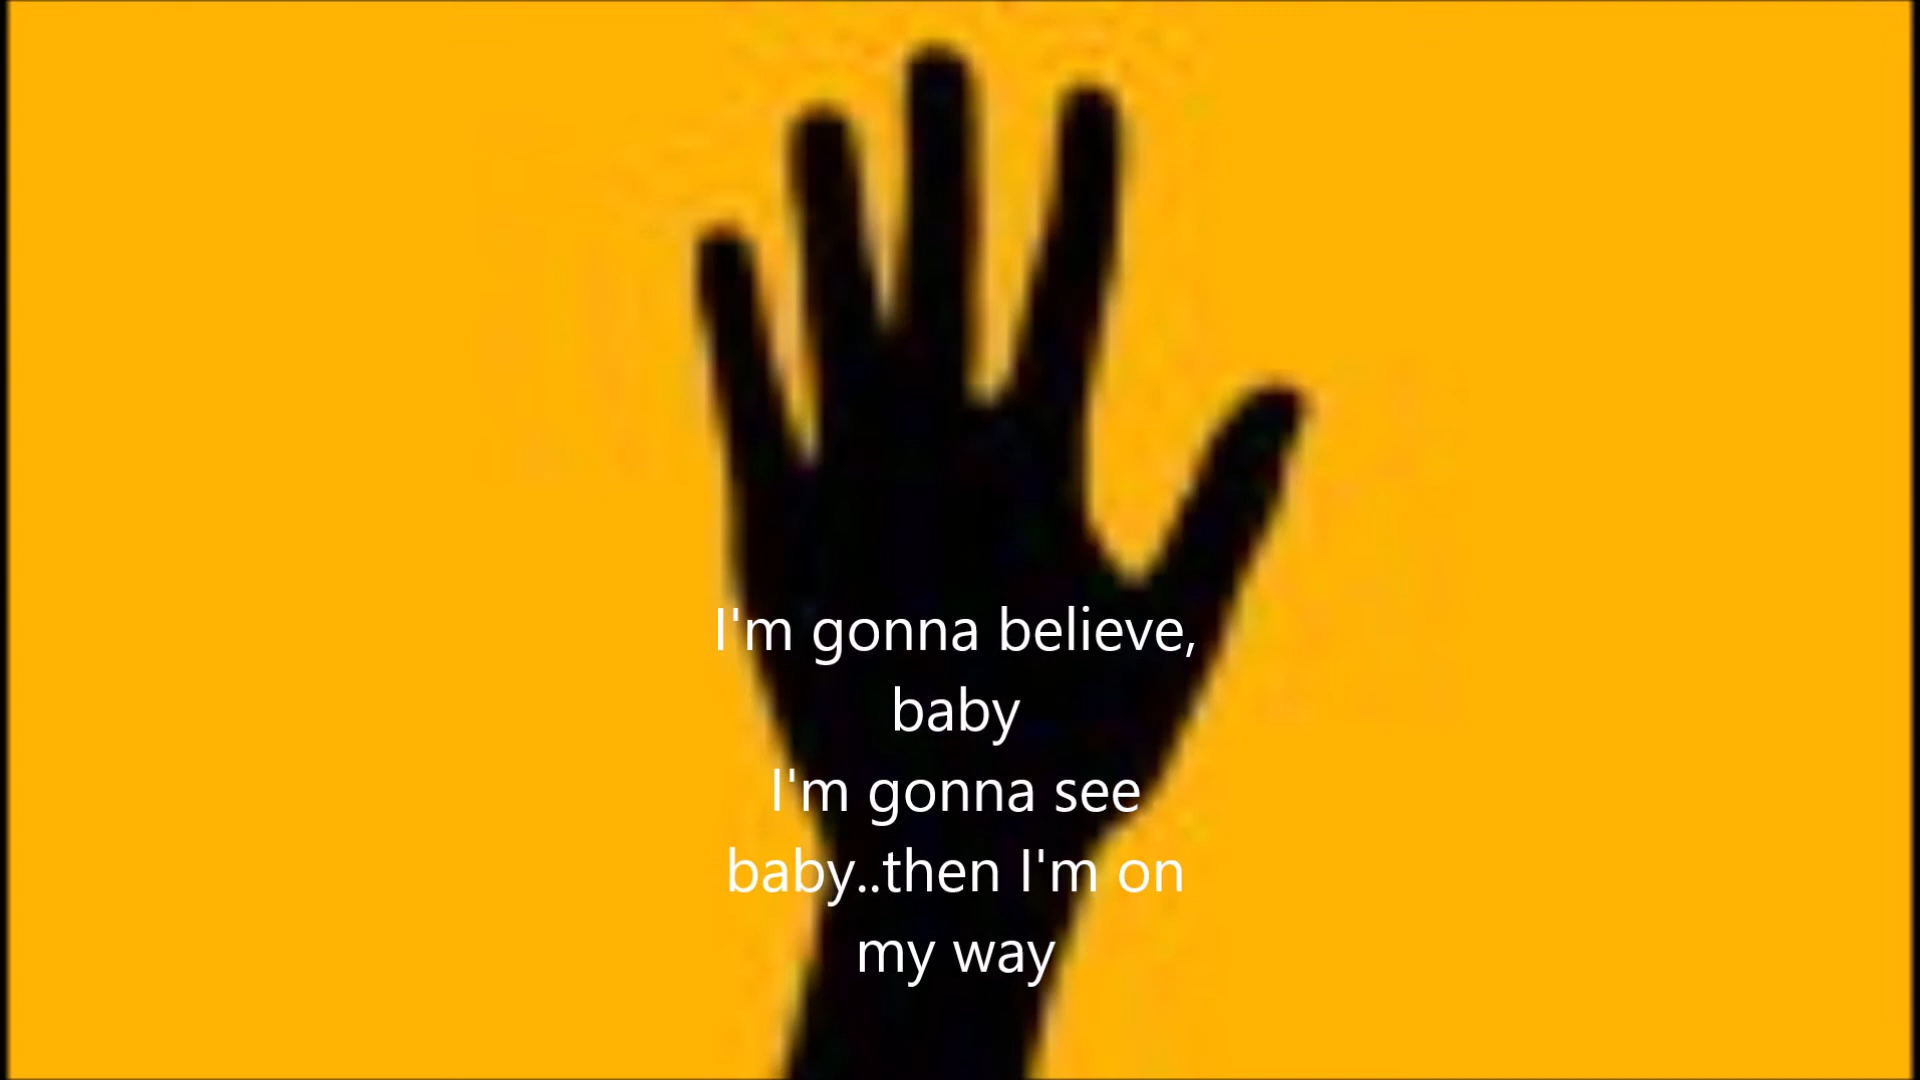 I'm gonna believe,
baby
I'm gonna see
baby..then I'm on
my way